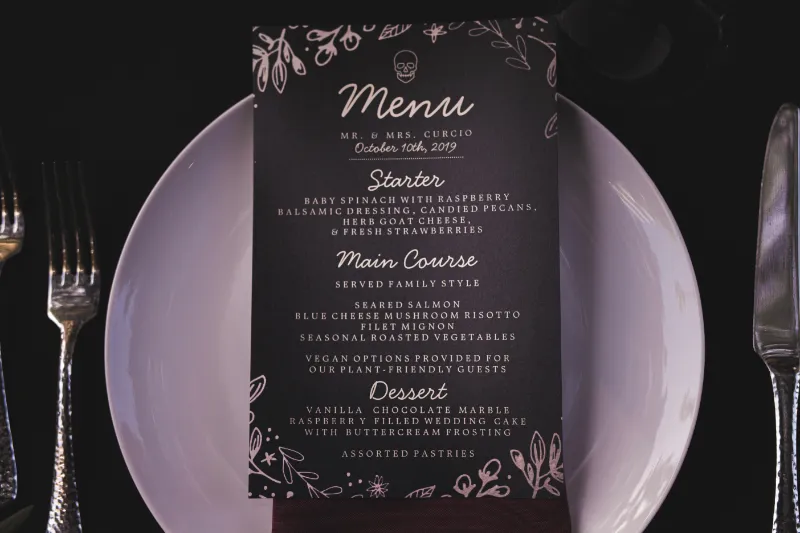 Menu
MR. & MRS. CURCIO
October 10th, 2019
Starter
BABY SPINACH WITH RASPBERRY
BALSAMIC DRESSING, CANDIED PECANS,
HERB GOAT CHEESE,
& FRESH STRAWBERRIES
Main Course
SERVED FAMILY STYLE
SEARED SALMON
BLUE CHEESE MUSHROOM RISOTTO
FILET MIGNON
SEASONAL ROASTED VEGETABLES
VEGAN OPTIONS PROVIDED FOR
OUR PLANT-FRIENDLY GUESTS
Dessert
VANILLA CHOCOLATE MARBLE
RASPBERRY FILLED WEDDING CAKE
WITH BUTTERCREAM FROSTING
ASSORTED PASTRIES